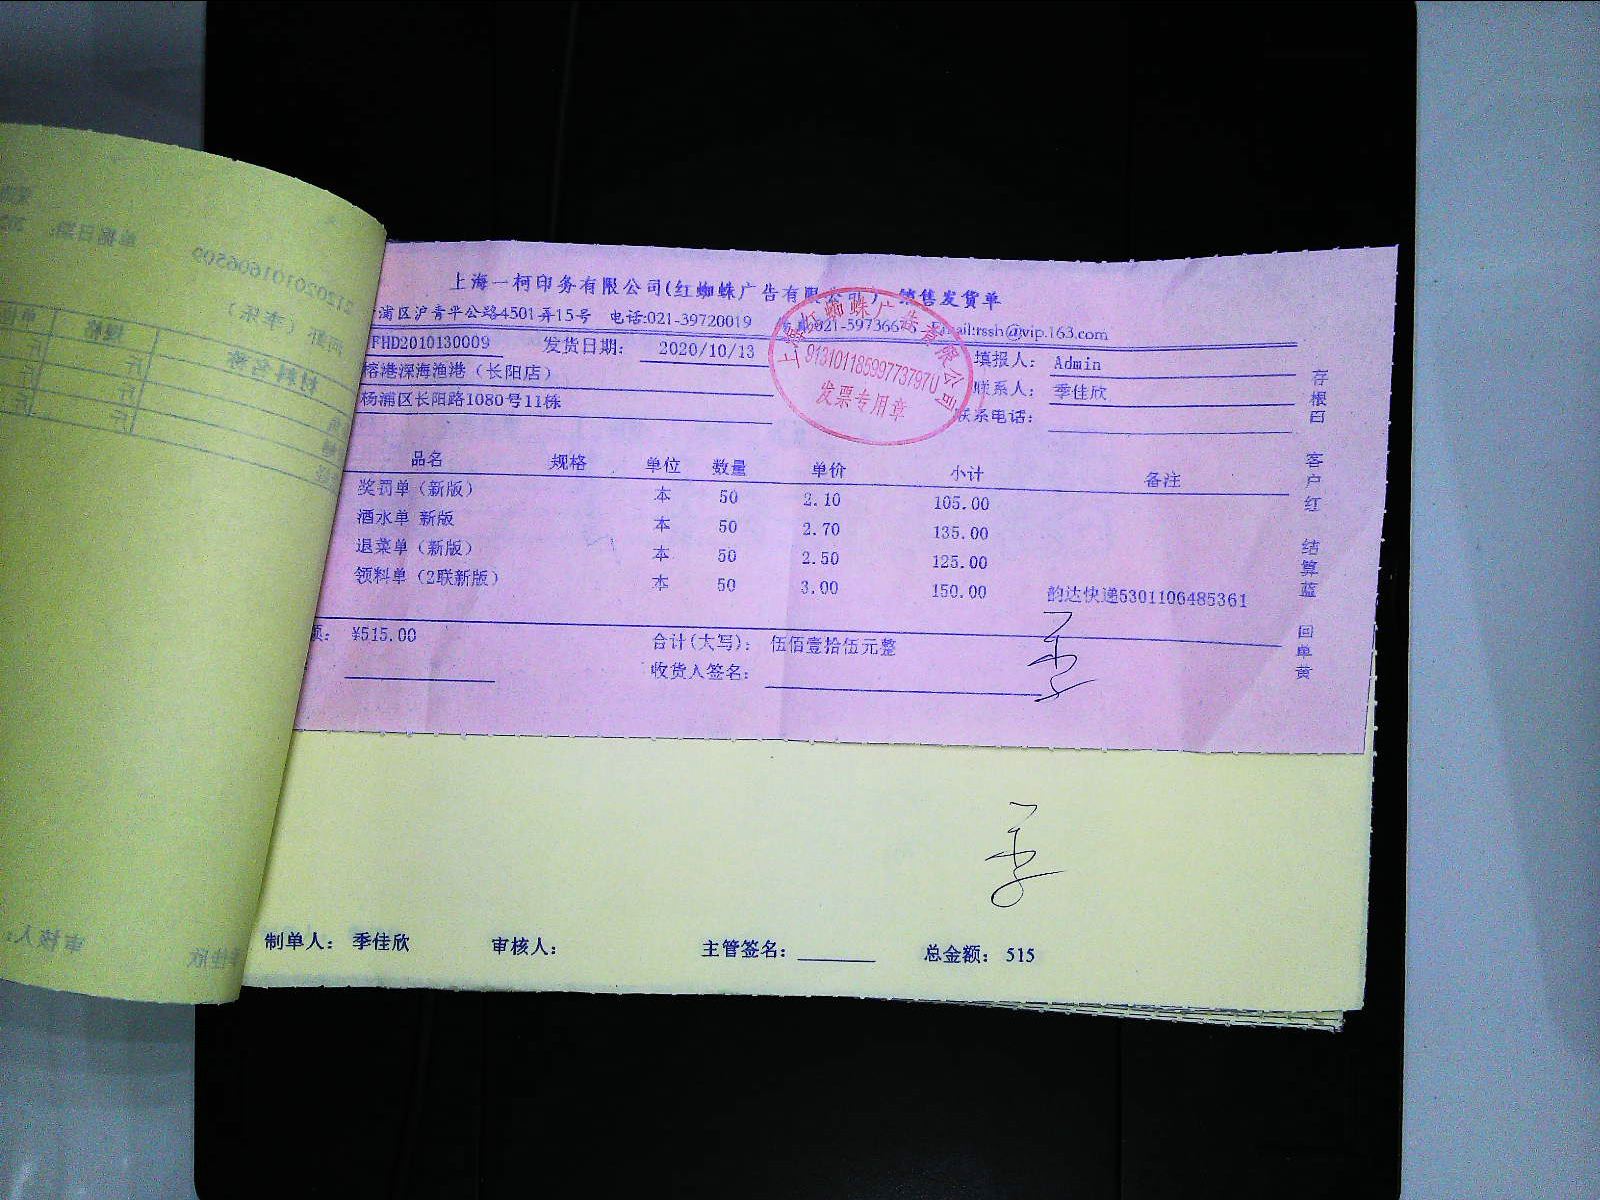 上海一柯印务有限公司(红蜘蛛广告有限公司) 销售发货单
浦区沪青华公路4501弄15号 电话:021-39720019 021-5973667 Email:rssh@vip.163.com
FHD2010130009 发货日期: 2020/10/13 填报人: Admin
榕港深海渔港（长阳店） 联系人: 季佳欣
杨浦区长阳路1080号11栋 联系电话:
上海红蜘蛛广告有限公司
91310118599773797U
发票专用章
品名 规格 单位 数量 单价 小计 备注
奖罚单（新版） 本 50 2.10 105.00
酒水单 新版 本 50 2.70 135.00
退菜单（新版） 本 50 2.50 125.00
领料单（2联新版） 本 50 3.00 150.00 韵达快递5301106485361
额: ¥515.00 合计(大写): 伍佰壹拾伍元整
收货人签名:
存根白 客户红 结算蓝 回单黄
制单人: 季佳欣 审核人: 主管签名: 总金额: 515